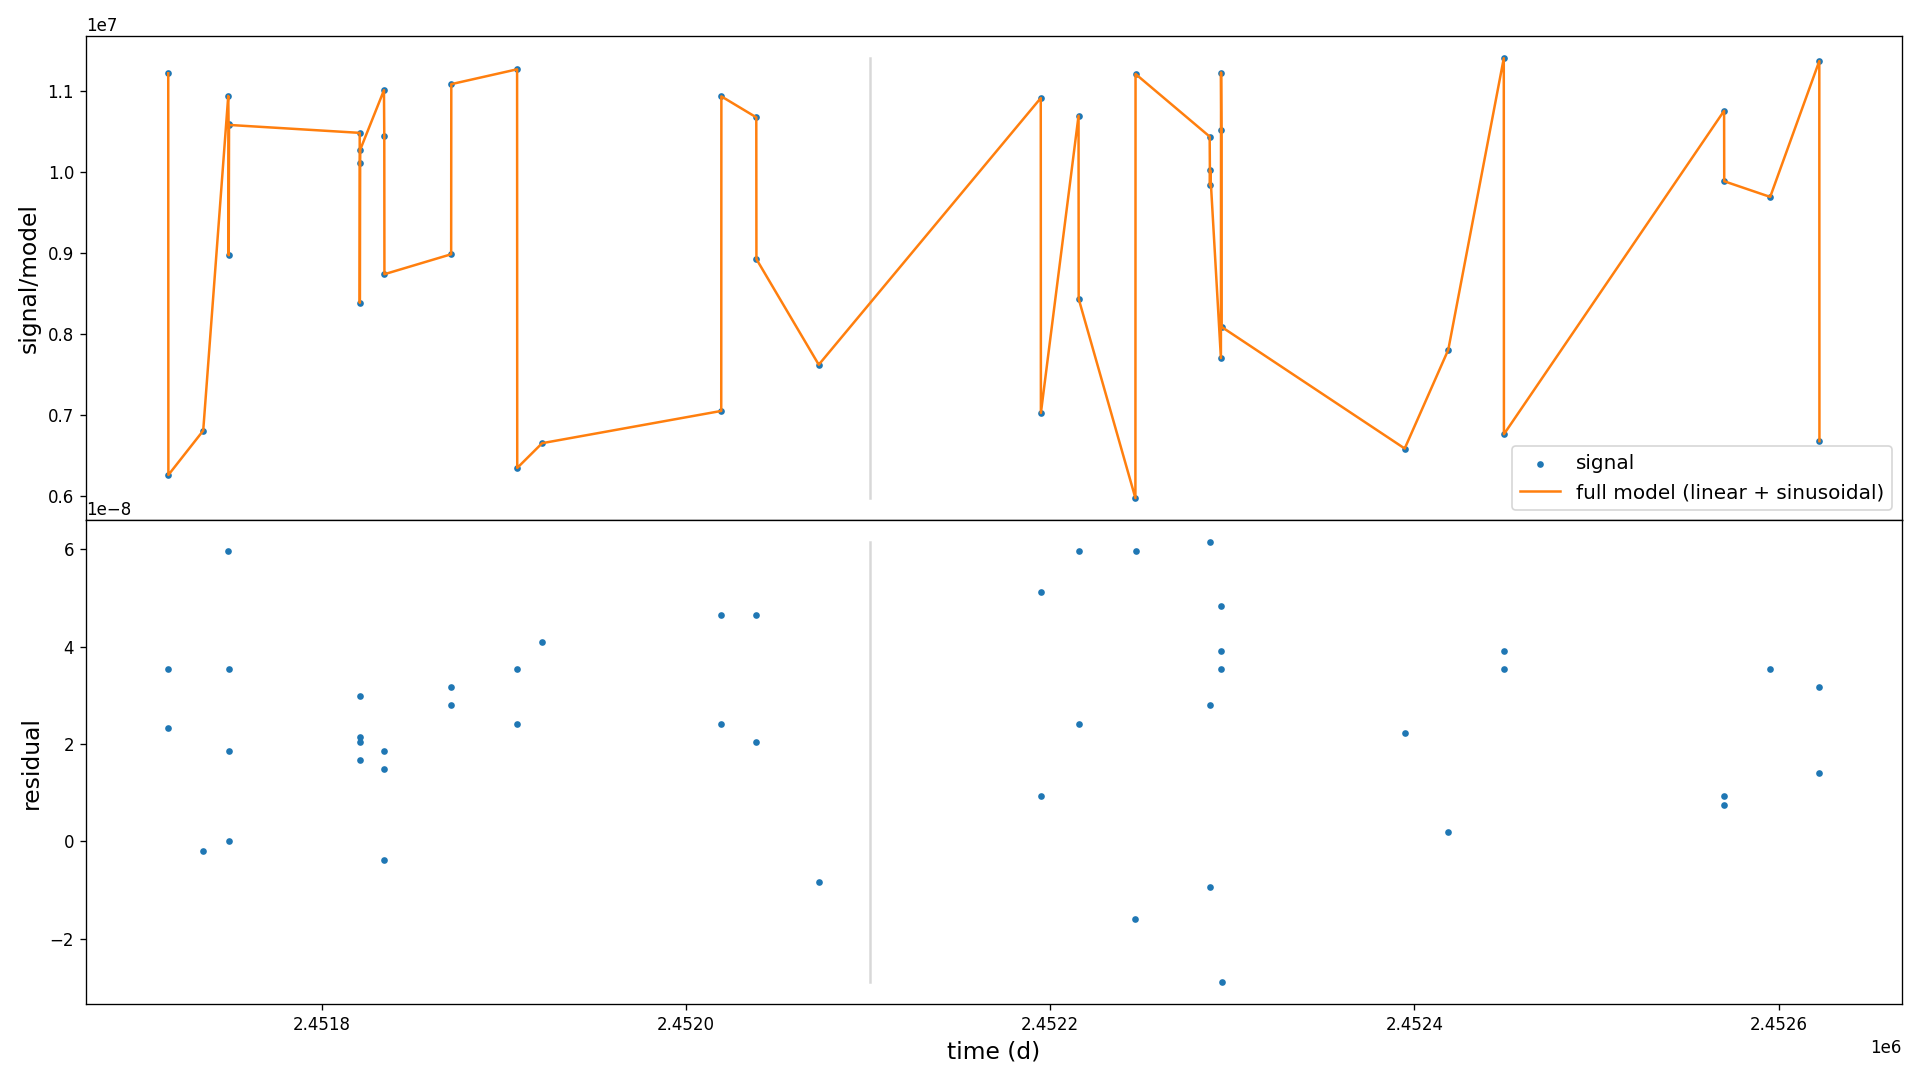 1e7
1.1
1.0
0.9
0.8
0.7
0.6
signal/model
signal
full model (linear + sinusoidal)
1e−8
6
4
2
0
−2
residual
2.4518
2.4520
2.4522
2.4524
2.4526
1e6
time (d)